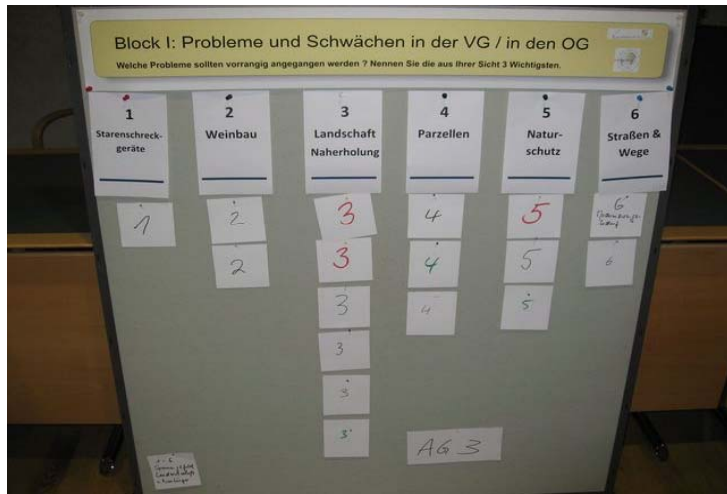 Block I: Probleme und Schwächen in der VG / in den OG
Welche Probleme sollten vorrangig angegangen werden ? Nennen Sie die aus Ihrer Sicht 3 Wichtigsten.
1
Starenschreck-
geräte
2
Weinbau
3
Landschaft
Naherholung
4
Parzellen
5
Natur-
schutz
6
Straßen &
Wege
1
2
2
3
3
3
3
3
3
4
4
4
5
5
5
6
6
AG 3